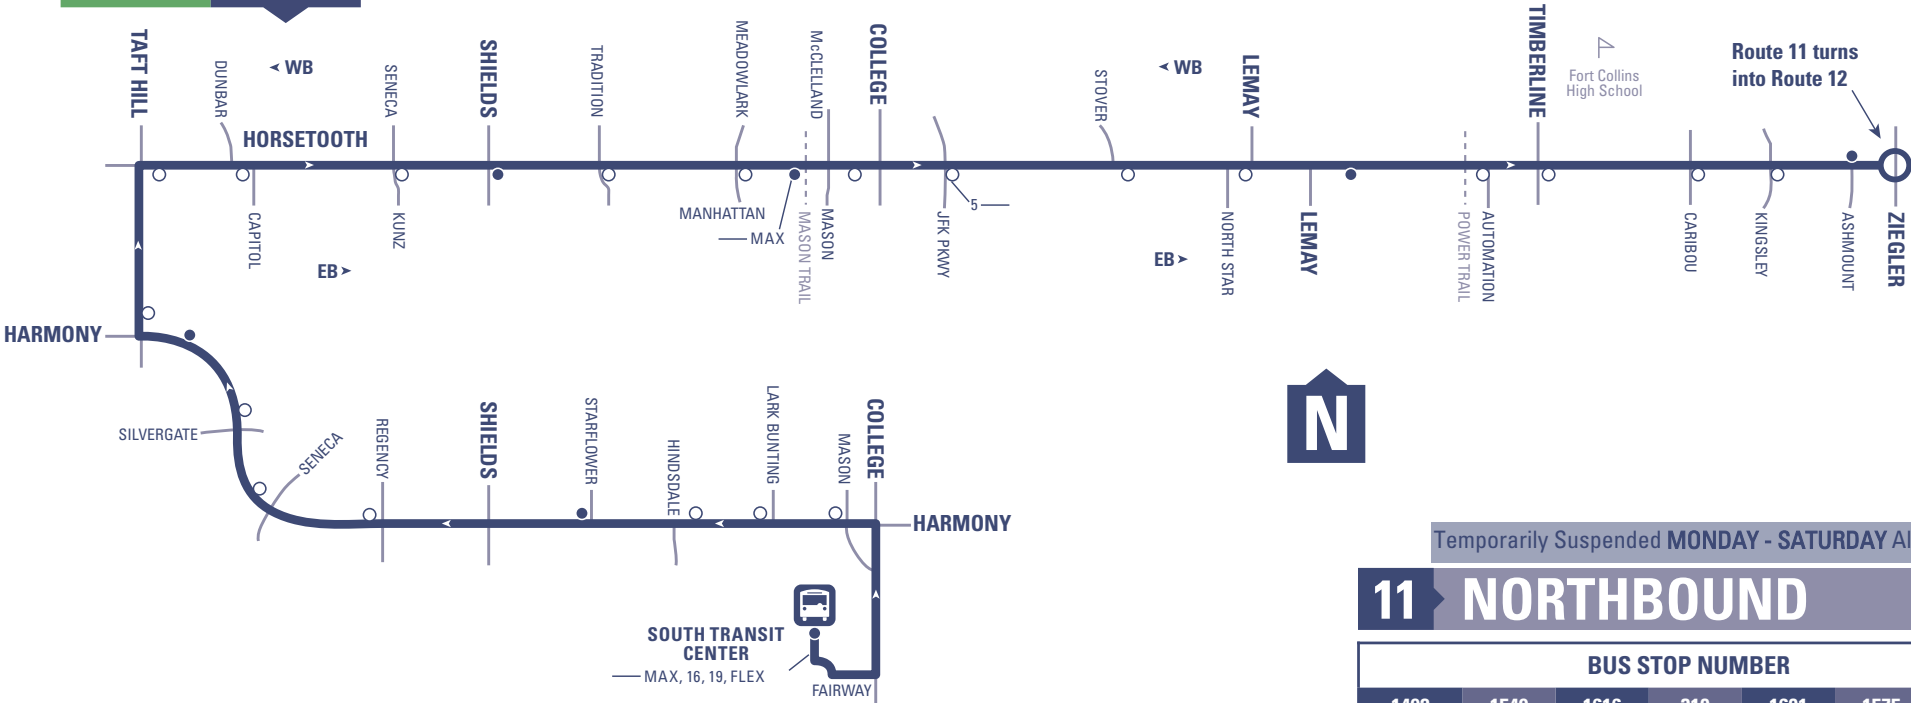 TAFT HILL
DUNBAR
WB
SENECA
SHIELDS
TRADITION
MEADOWLARK
McCLELLAND
COLLEGE
STOVER
WB
LEMAY
TIMBERLINE
Fort Collins
High School
Route 11 turns
into Route 12
HORSETOOTH
CAPITOL
EB
KUNZ
MANHATTAN
MAX
MASON TRAIL
MASON
JFK PKWY
5
EB
NORTH STAR
LEMAY
POWER TRAIL
AUTOMATION
CARIBOU
KINGSLEY
ASHMOUNT
ZIEGLER
HARMONY
SILVERGATE
SENECA
REGENCY
SHIELDS
STARFLOWER
HINDSDALE
LARK BUNTING
MASON
COLLEGE
HARMONY
N
SOUTH TRANSIT
CENTER
MAX, 16, 19, FLEX
FAIRWAY
Temporarily Suspended MONDAY - SATURDAY
11 NORTHBOUND
BUS STOP NUMBER